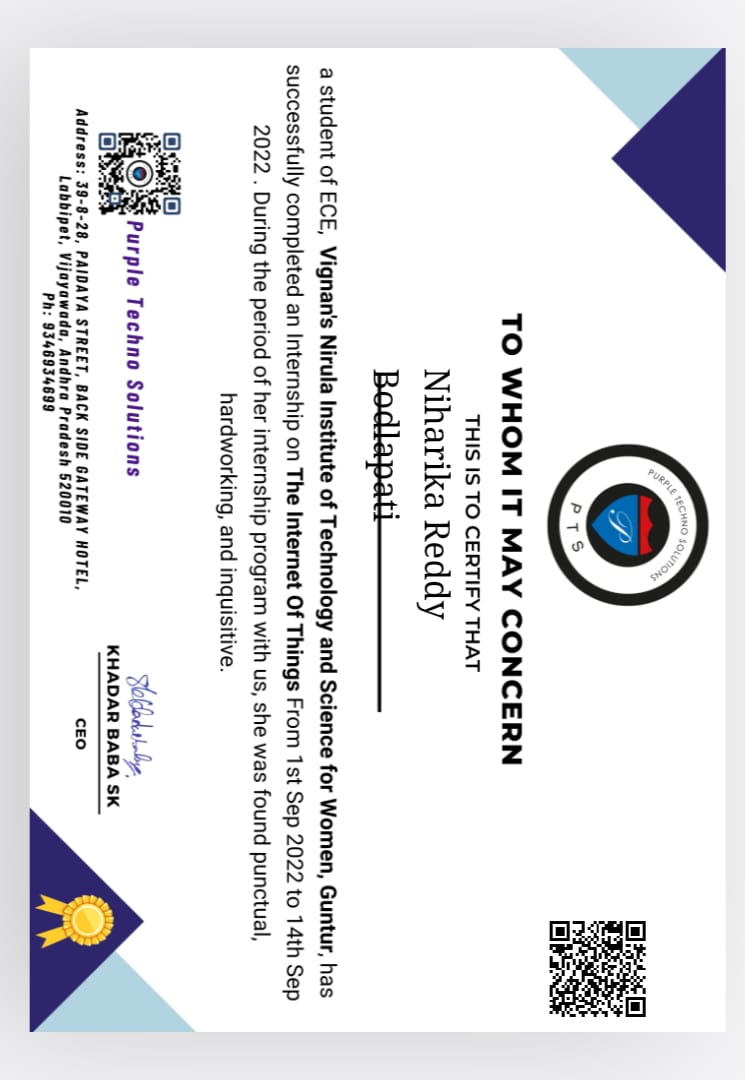 PURPLE TECHNO SOLUTIONS
P T S
TO WHOM IT MAY CONCERN
THIS IS TO CERTIFY THAT
Niharika Reddy
Bodlapati
a student of ECE, Vignan's Nirula Institute of Technology and Science for Women, Guntur, has
successfully completed an Internship on The Internet Of Things From 1st Sep 2022 to 14th Sep
2022 . During the period of her internship program with us, she was found punctual,
hardworking, and inquisitive.
Purple Techno Solutions
Address: 39-8-28, PAIDAYA STREET, BACK SIDE GATEWAY HOTEL,
Labbipet, Vijayawada, Andhra Pradesh 520010
Ph: 9346934699
KHADAR BABA SK
CEO